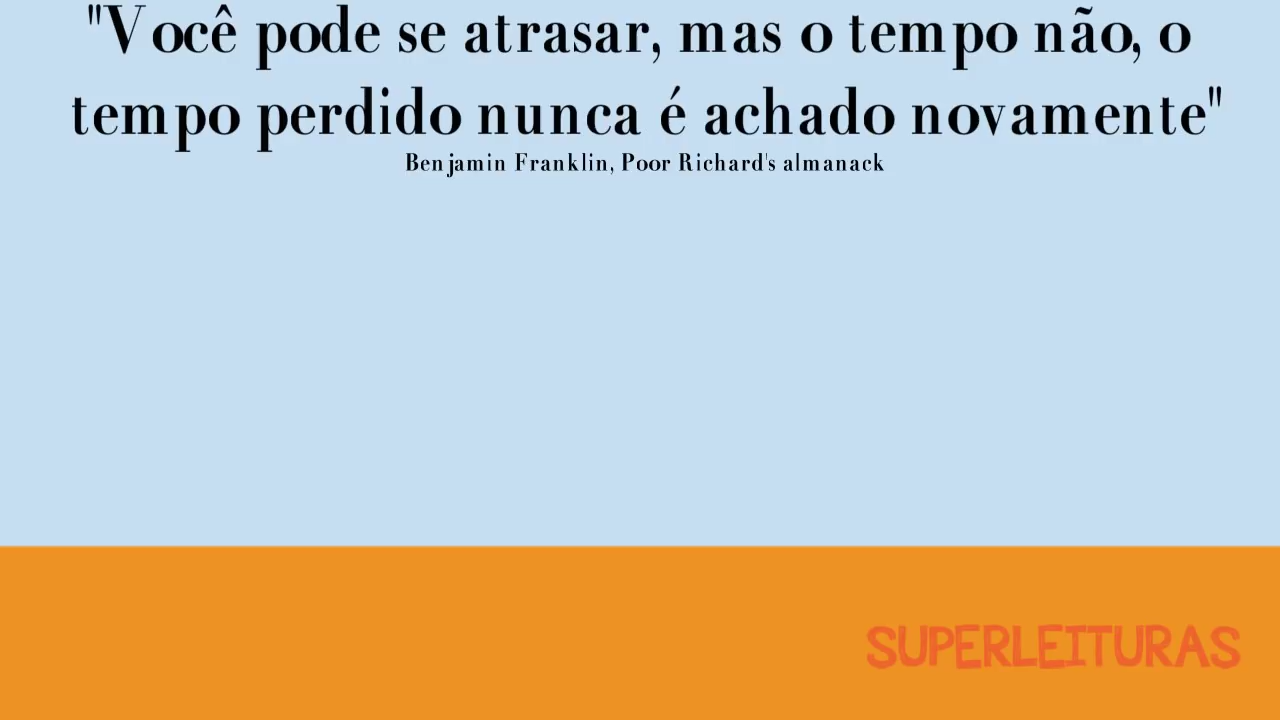 "Você pode se atrasar, mas o tempo não, o
tempo perdido nunca é achado novamente"
Benjamin Franklin, Poor Richard's almanack
SUPERLEITURAS